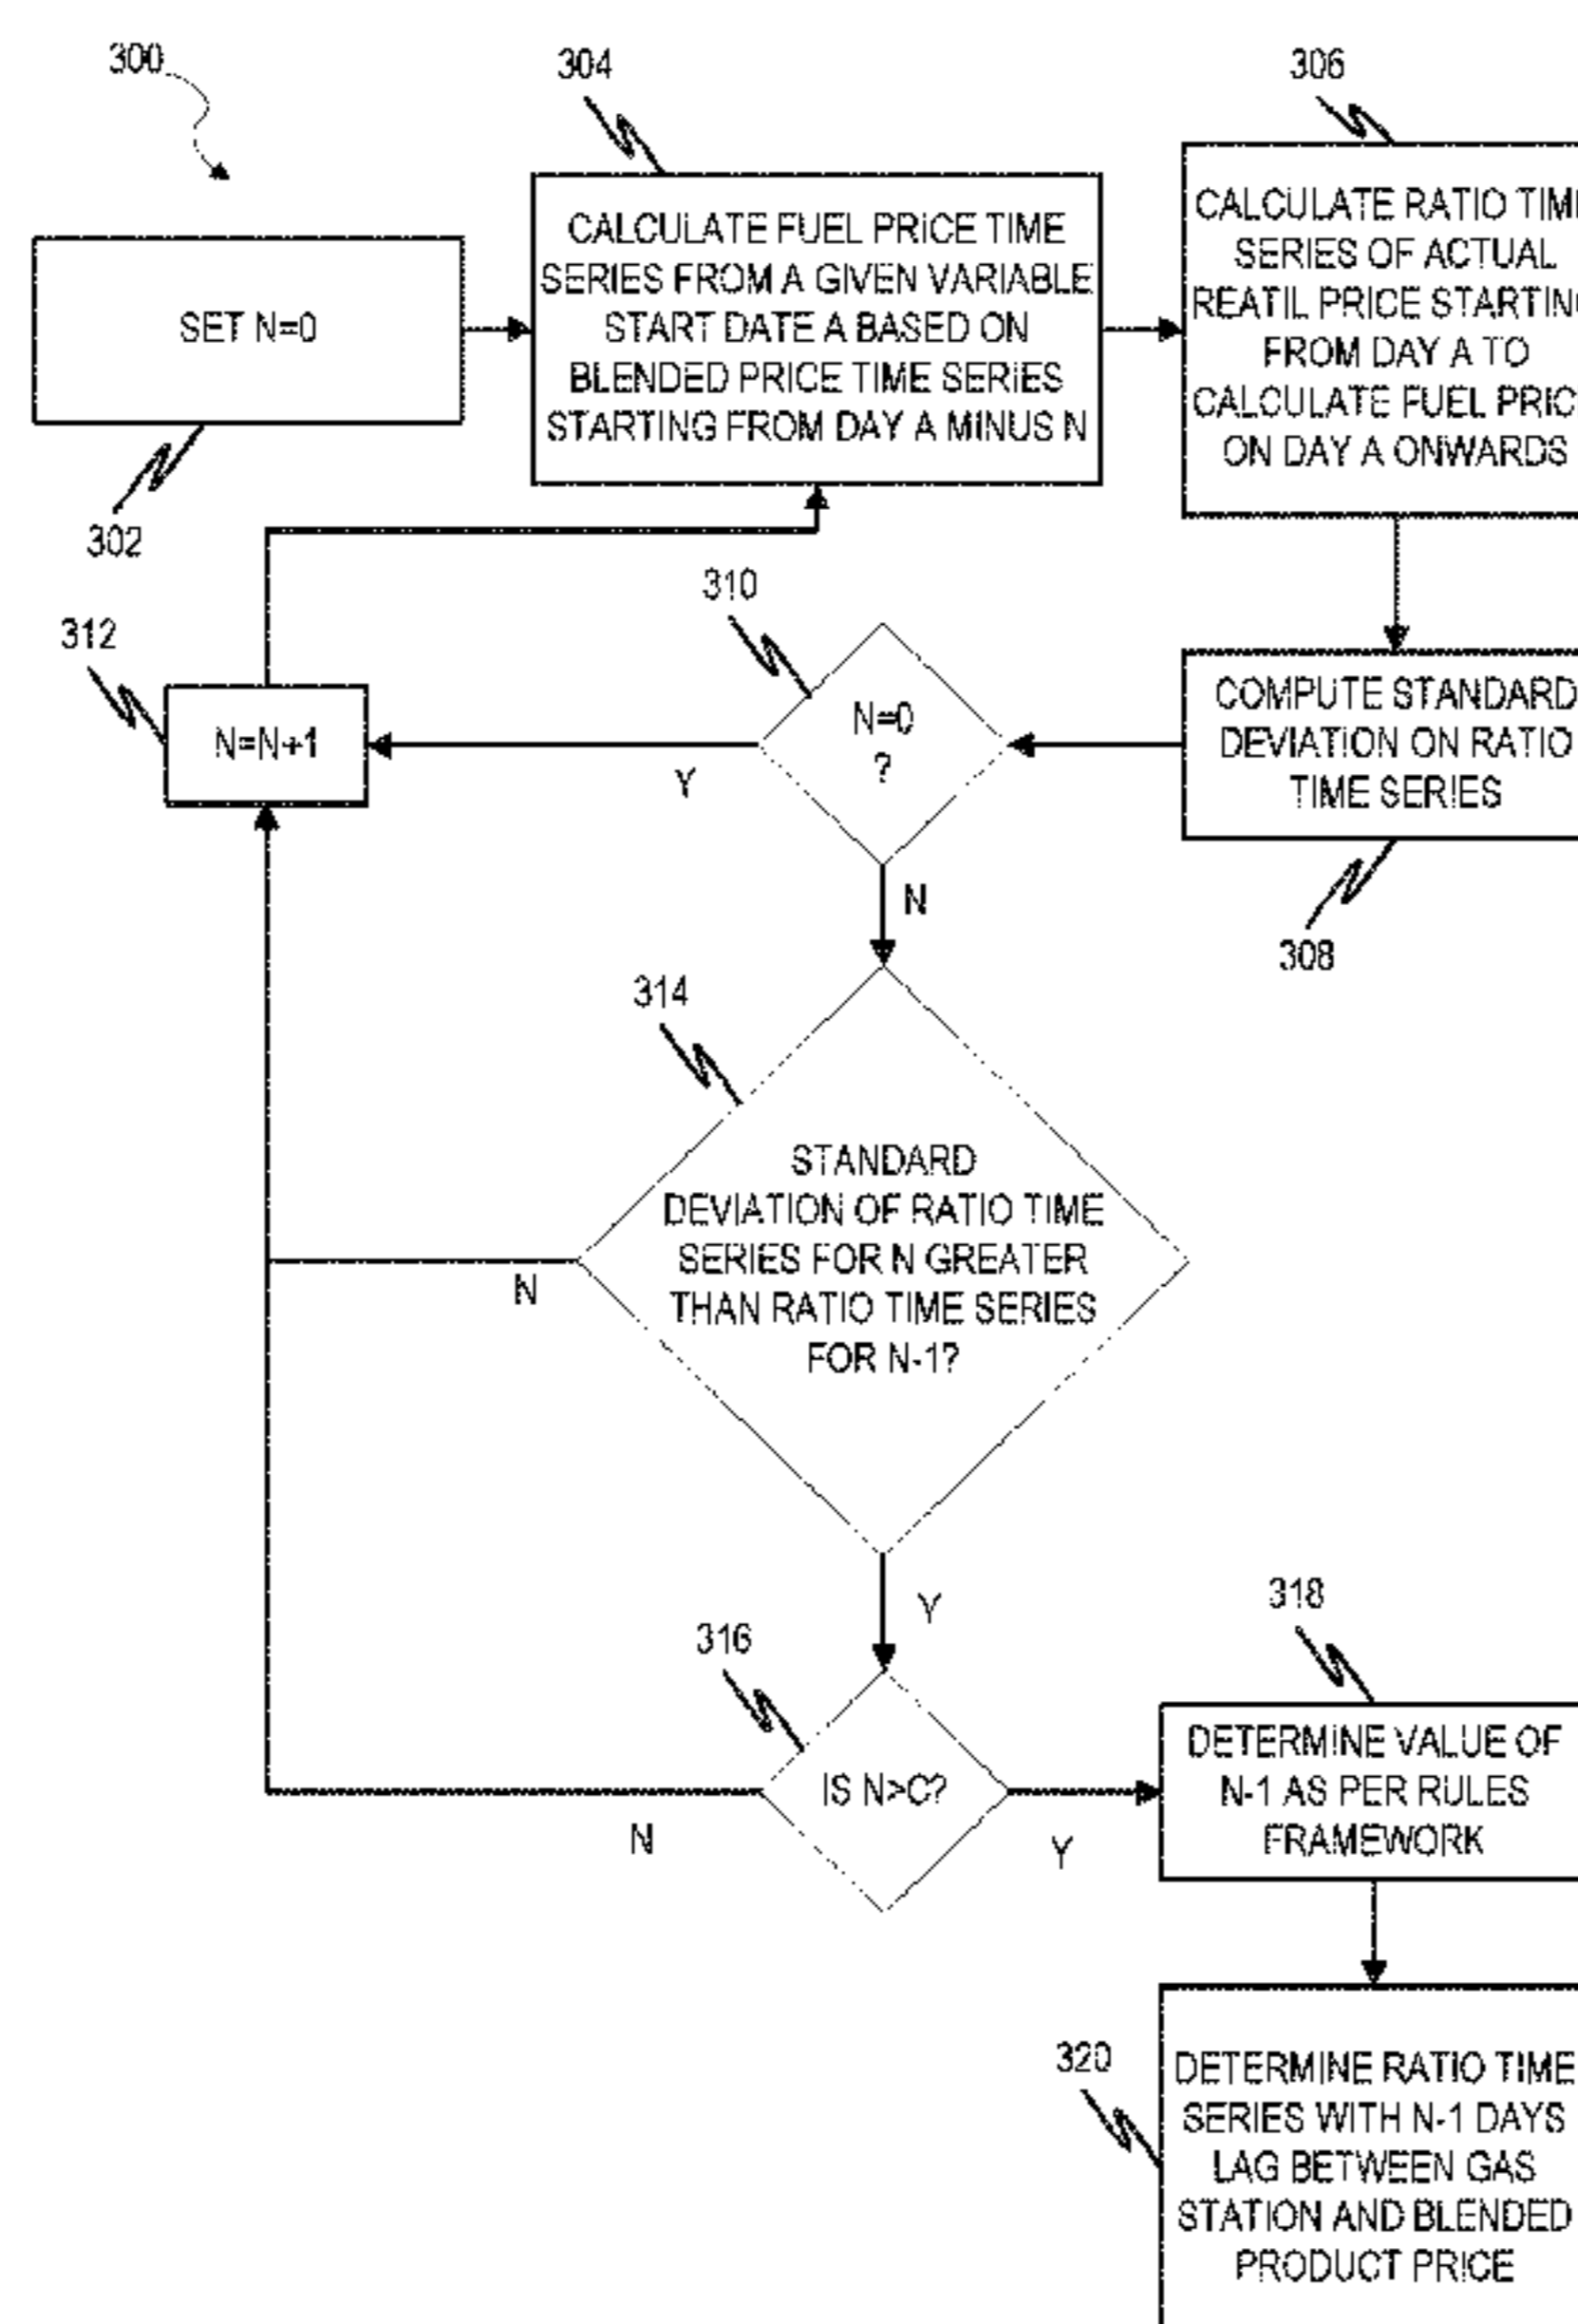 300
304
306
CALCULATE FUEL PRICE TIME
SERIES FROM A GIVEN VARIABLE
START DATE A BASED ON
BLENDED PRICE TIME SERIES
STARTING FROM DAY A MINUS N
CALCULATE RATIO TIM
SERIES OF ACTUAL
REATIL PRICE STARTIN
FROM DAY A TO
CALCULATE FUEL PRIC
ON DAY A ONWARDS
SET N=0
302
310
312
N=N+1
N=0
?
Y
N
COMPUTE STANDARD
DEVIATION ON RATIO
TIME SERIES
308
314
STANDARD
DEVIATION OF RATIO TIME
SERIES FOR N GREATER
THAN RATIO TIME SERIES
FOR N-1?
N
Y
316
318
IS N>C?
N
Y
DETERMINE VALUE OF
N-1 AS PER RULES
FRAMEWORK
320
DETERMINE RATIO TIME
SERIES WITH N-1 DAYS
LAG BETWEEN GAS
STATION AND BLENDED
PRODUCT PRICE